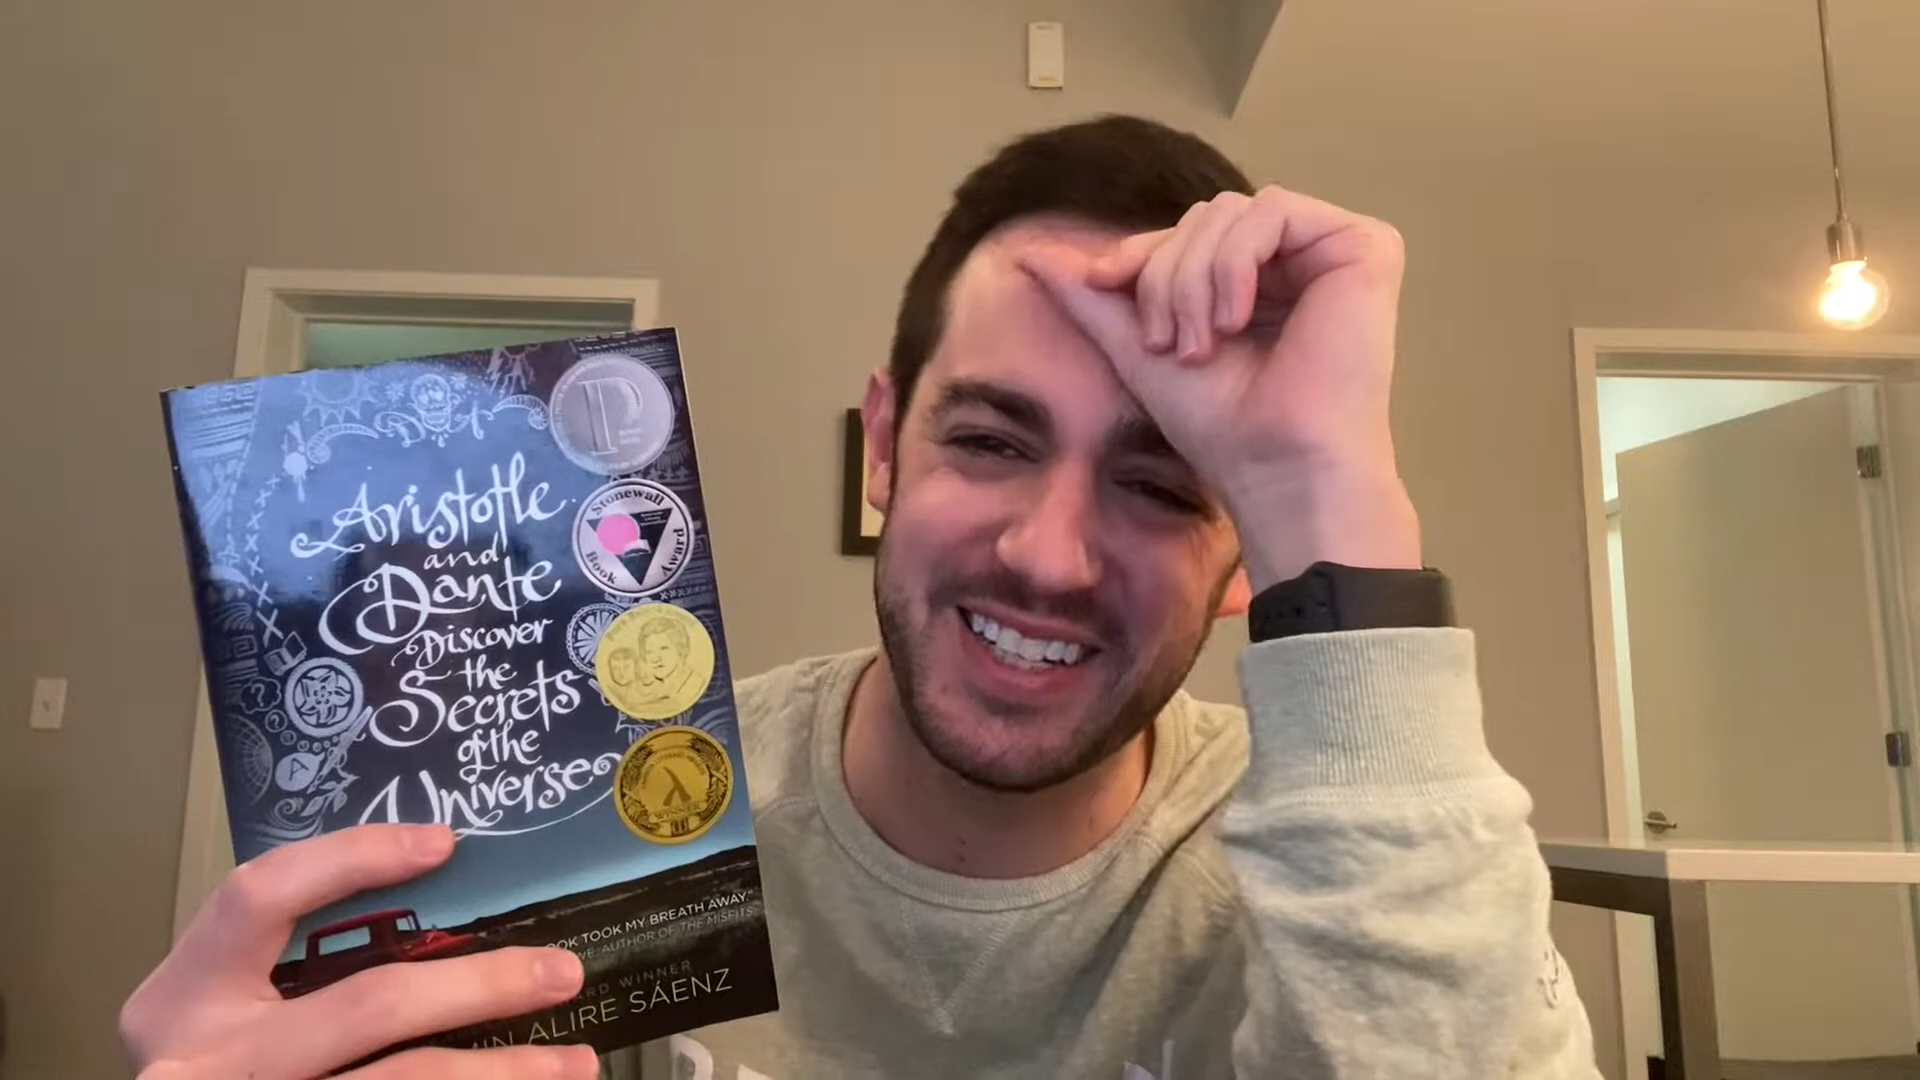 Aristotle
and
Dante
Discover
the
Secrets
of the
Universe
P
Stonewall
Book Award
WINNER
A
OOK TOOK MY BREATH AWAY."
WE, AUTHOR OF THE MISFITS
ARD WINNER
MIN ALIRE SÁENZ